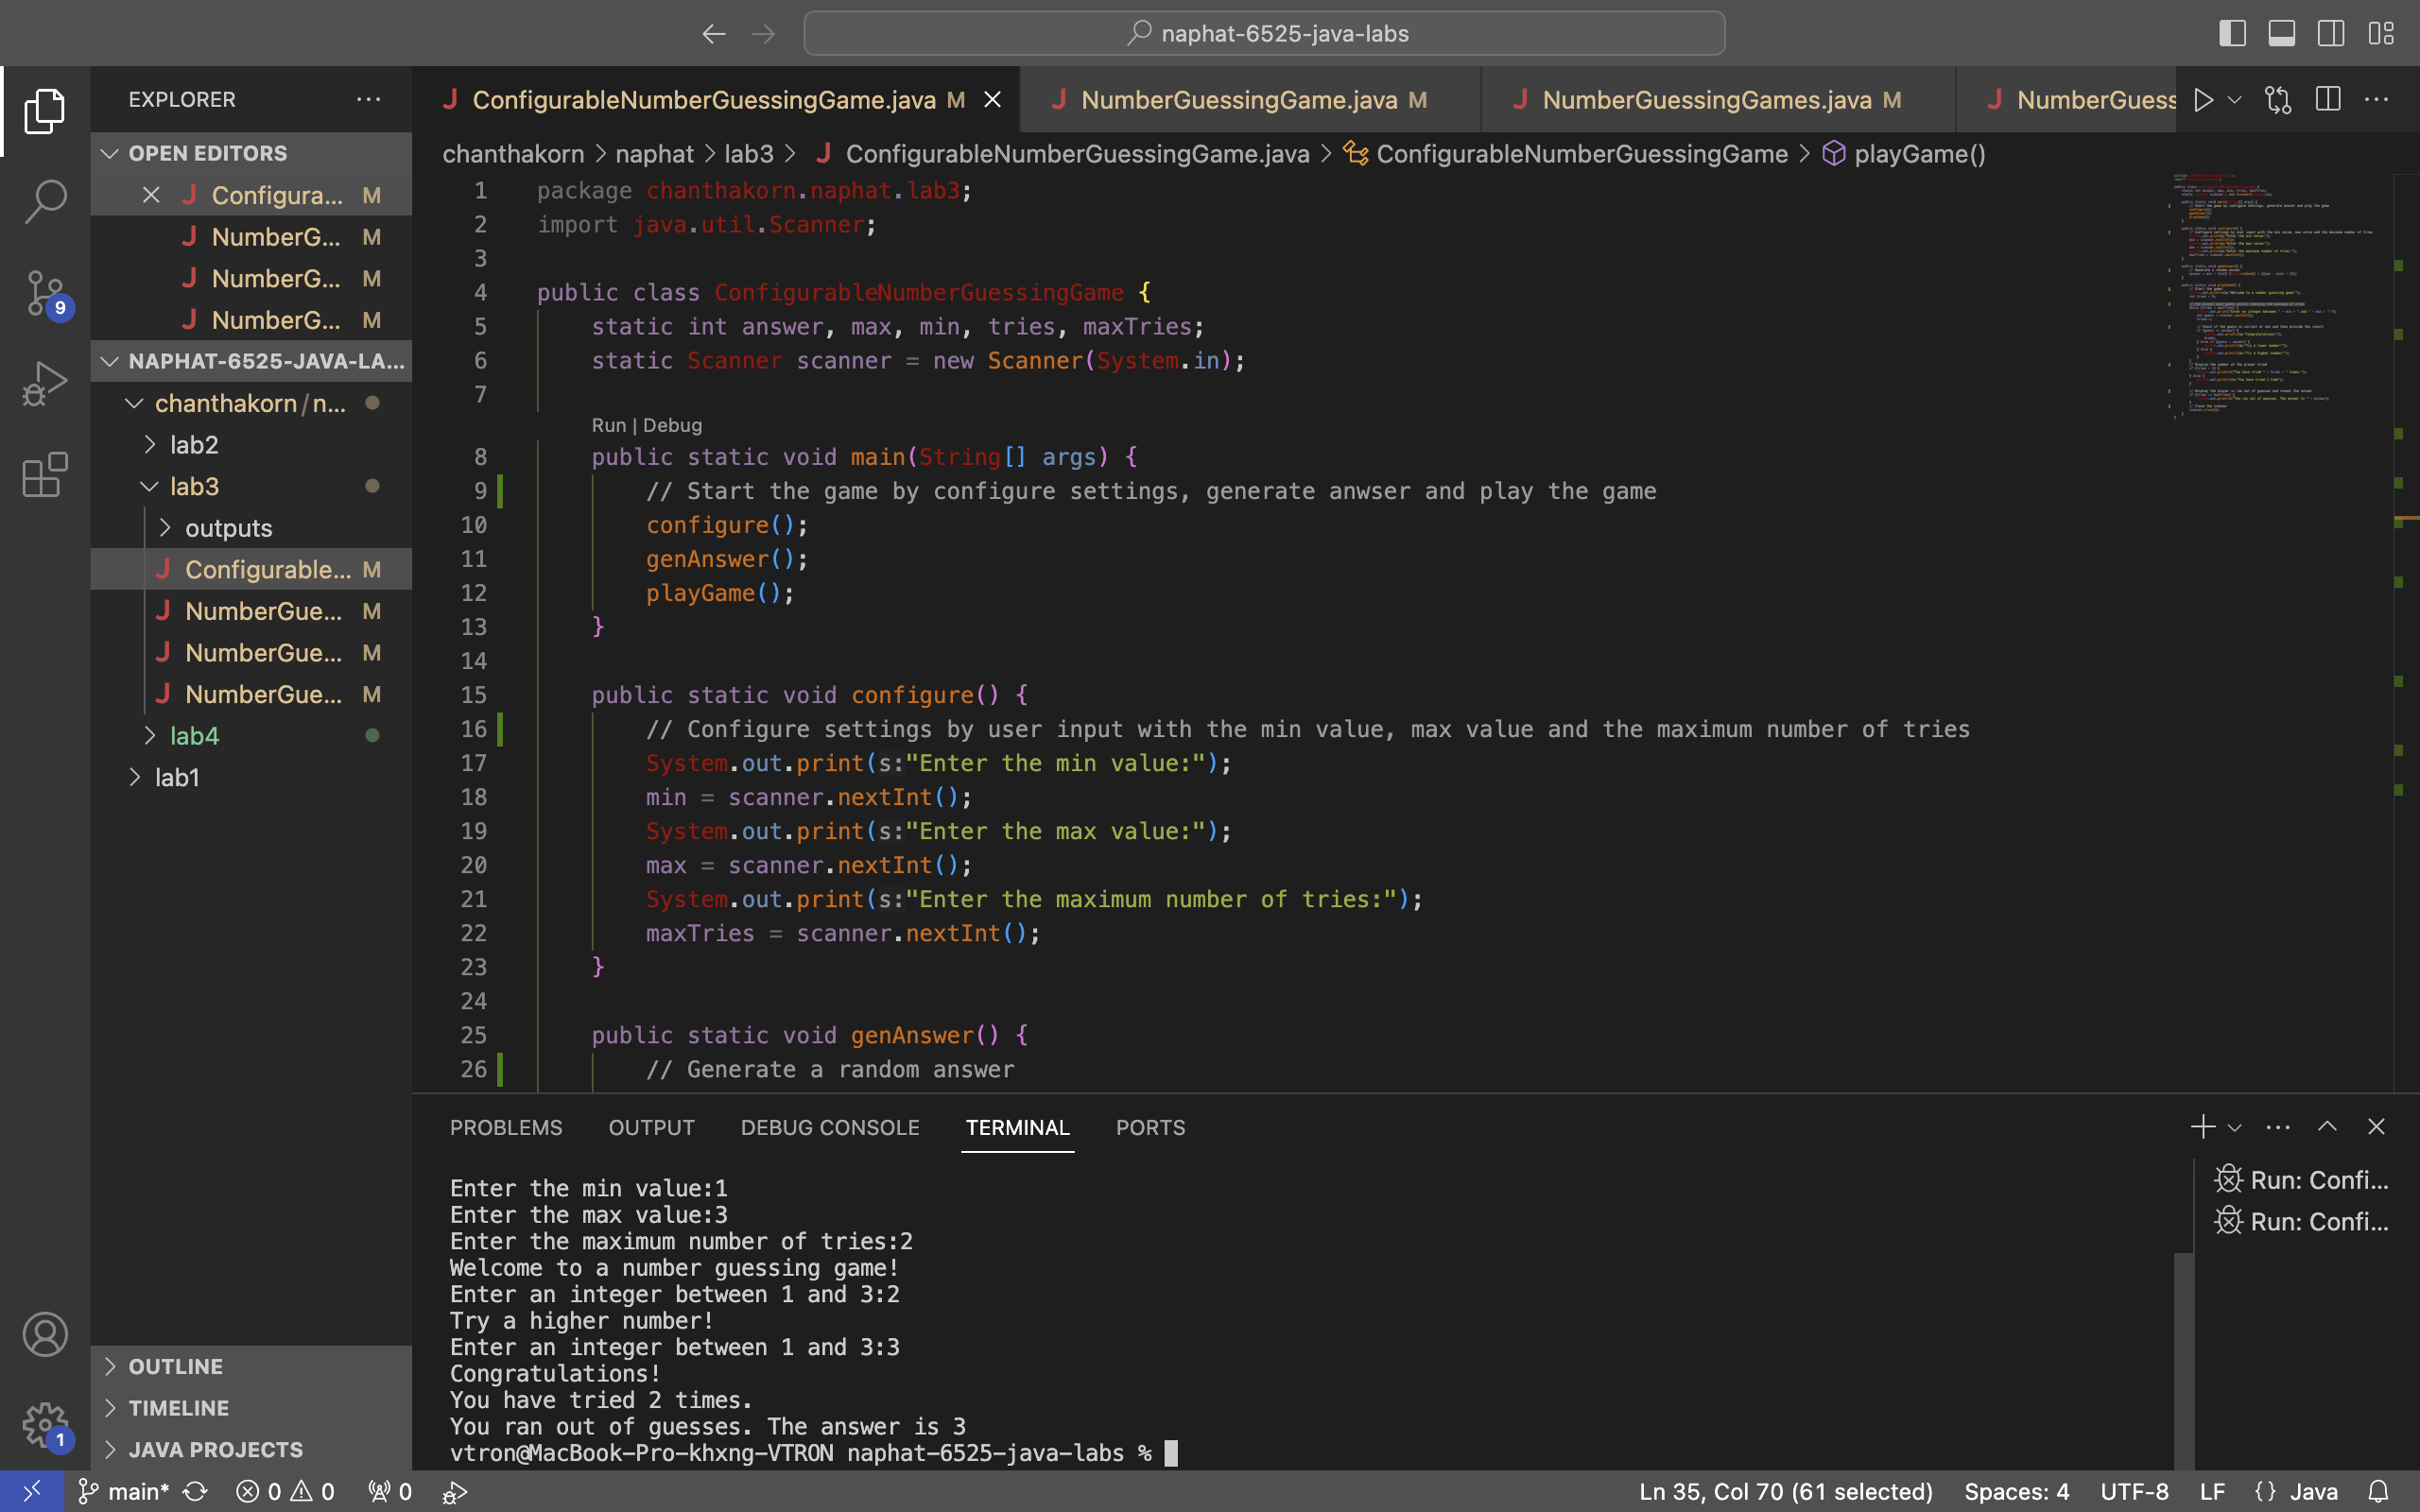 naphat-6525-java-labs
EXPLORER
OPEN EDITORS
Configura... M
NumberG... M
NumberG... M
NumberG... M
NAPHAT-6525-JAVA-LA...
chanthakorn/n...
lab2
lab3
outputs
Configurable... M
NumberGue... M
NumberGue... M
NumberGue... M
lab4
lab1
OUTLINE
TIMELINE
JAVA PROJECTS
9
1
ConfigurableNumberGuessingGame.java M
NumberGuessingGame.java M
NumberGuessingGames.java M
NumberGuess
chanthakorn > naphat > lab3 > ConfigurableNumberGuessingGame.java > ConfigurableNumberGuessingGame > playGame()
1 package chanthakorn.naphat.lab3;
2 import java.util.Scanner;
3
4 public class ConfigurableNumberGuessingGame {
5 static int answer, max, min, tries, maxTries;
6 static Scanner scanner = new Scanner(System.in);
7
Run | Debug
8 public static void main(String[] args) {
9 // Start the game by configure settings, generate anwser and play the game
10 configure();
11 genAnswer();
12 playGame();
13 }
14
15 public static void configure() {
16 // Configure settings by user input with the min value, max value and the maximum number of tries
17 System.out.print(s:"Enter the min value:");
18 min = scanner.nextInt();
19 System.out.print(s:"Enter the max value:");
20 max = scanner.nextInt();
21 System.out.print(s:"Enter the maximum number of tries:");
22 maxTries = scanner.nextInt();
23 }
24
25 public static void genAnswer() {
26 // Generate a random answer
PROBLEMS OUTPUT DEBUG CONSOLE TERMINAL PORTS
Enter the min value:1
Enter the max value:3
Enter the maximum number of tries:2
Welcome to a number guessing game!
Enter an integer between 1 and 3:2
Try a higher number!
Enter an integer between 1 and 3:3
Congratulations!
You have tried 2 times.
You ran out of guesses. The answer is 3
vtron@MacBook-Pro-khxng-VTRON naphat-6525-java-labs %
Run: Confi...
Run: Confi...
main* 0 0 0
Ln 35, Col 70 (61 selected) Spaces: 4 UTF-8 LF {} Java